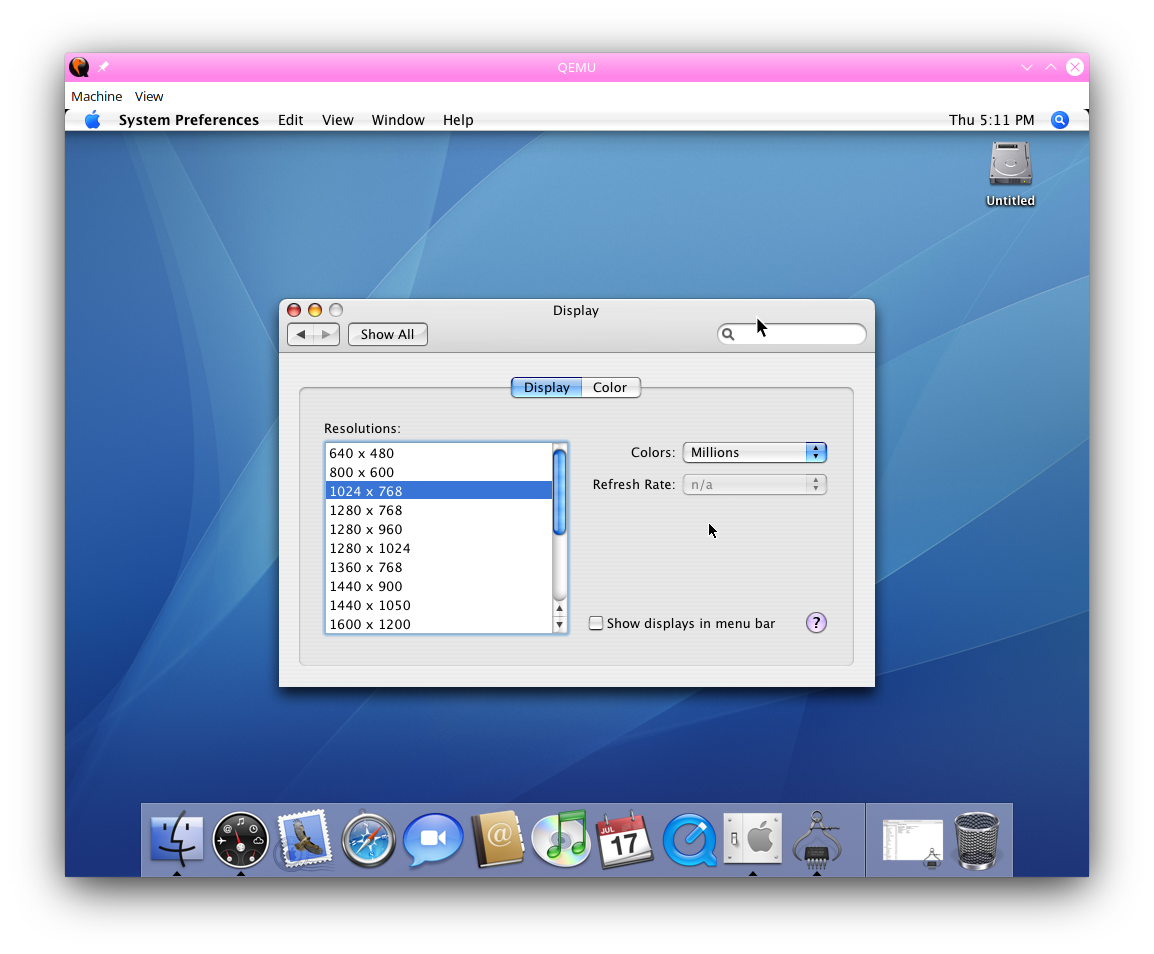 QEMU
Machine View
System Preferences Edit View Window Help Thu 5:11 PM
Untitled
Display
Show All
Display Color
Resolutions:
640 x 480
Colors: Millions
800 x 600
1024 x 768
Refresh Rate: n/a
1280 x 768
1280 x 960
1280 x 1024
1360 x 768
1440 x 900
1440 x 1050
1600 x 1200
Show displays in menu bar ?
@
@
JUL
17